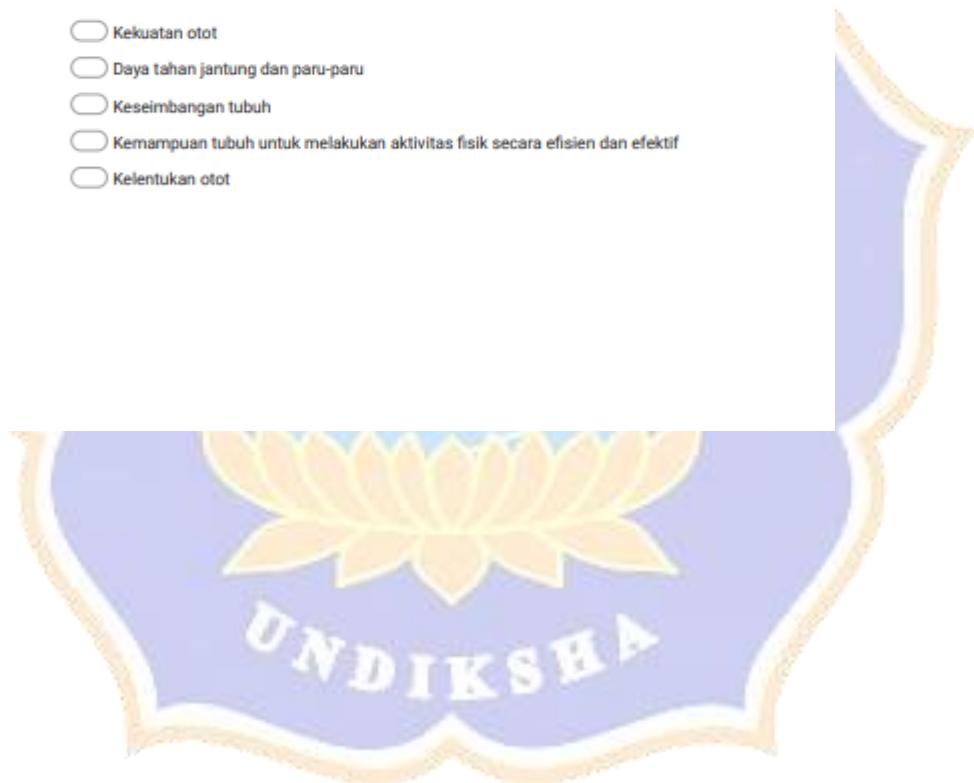 Kekuatan otot
Daya tahan jantung dan paru-paru
Keseimbangan tubuh
Kemampuan tubuh untuk melakukan aktivitas fisik secara efisien dan efektif
Kelentukan otot
UNDIKSHA